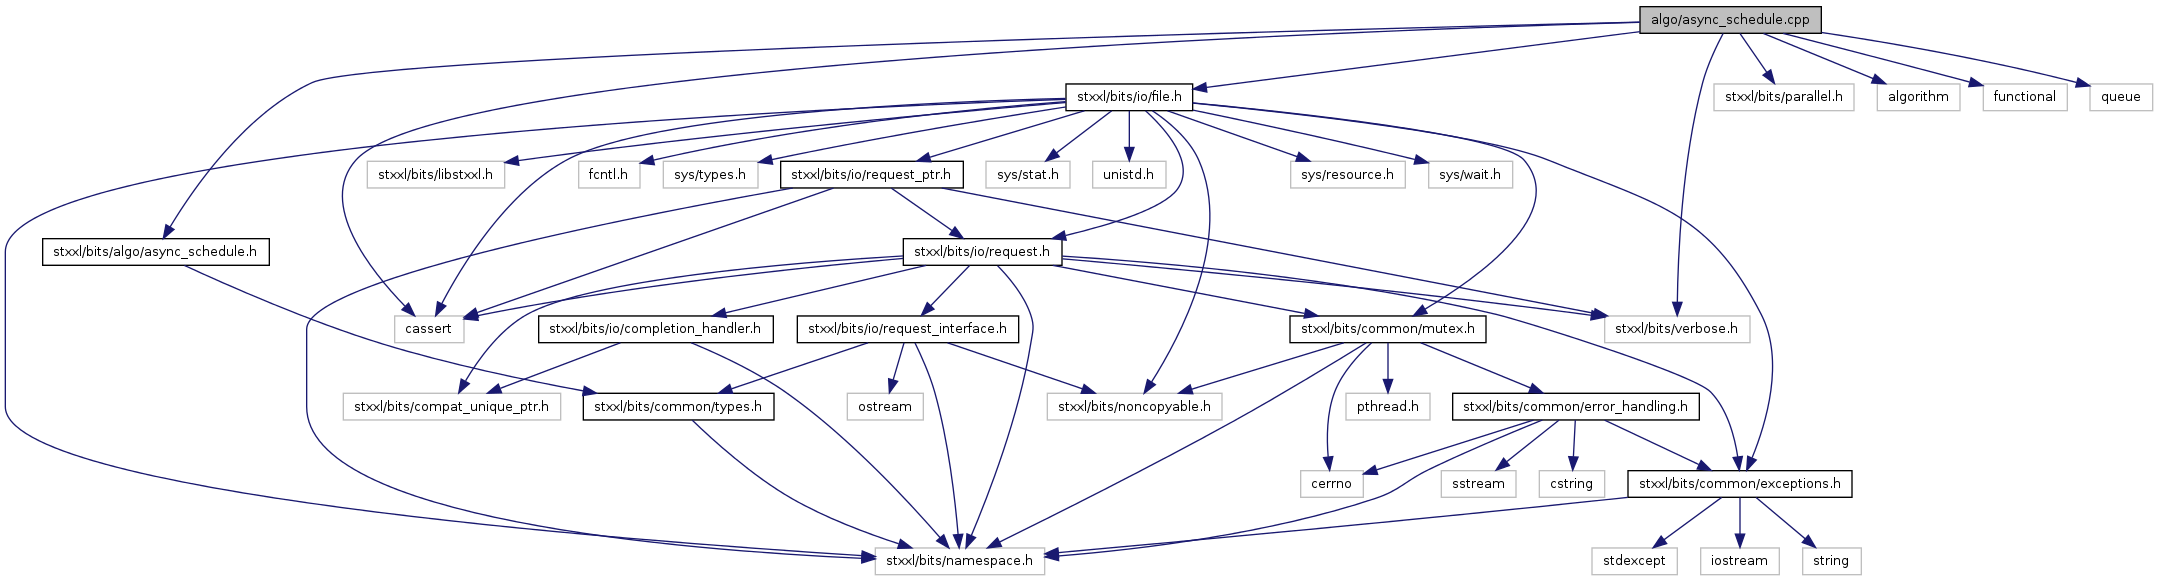 algo/async_schedule.cpp
stxxl/bits/io/file.h
stxxl/bits/parallel.h
algorithm
functional
queue
stxxl/bits/libstxxl.h
fcntl.h
sys/types.h
stxxl/bits/io/request_ptr.h
sys/stat.h
unistd.h
sys/resource.h
sys/wait.h
stxxl/bits/algo/async_schedule.h
stxxl/bits/io/request.h
cassert
stxxl/bits/io/completion_handler.h
stxxl/bits/io/request_interface.h
stxxl/bits/common/mutex.h
stxxl/bits/verbose.h
stxxl/bits/compat_unique_ptr.h
stxxl/bits/common/types.h
ostream
stxxl/bits/noncopyable.h
pthread.h
stxxl/bits/common/error_handling.h
cerrno
sstream
cstring
stxxl/bits/common/exceptions.h
stxxl/bits/namespace.h
stdexcept
iostream
string